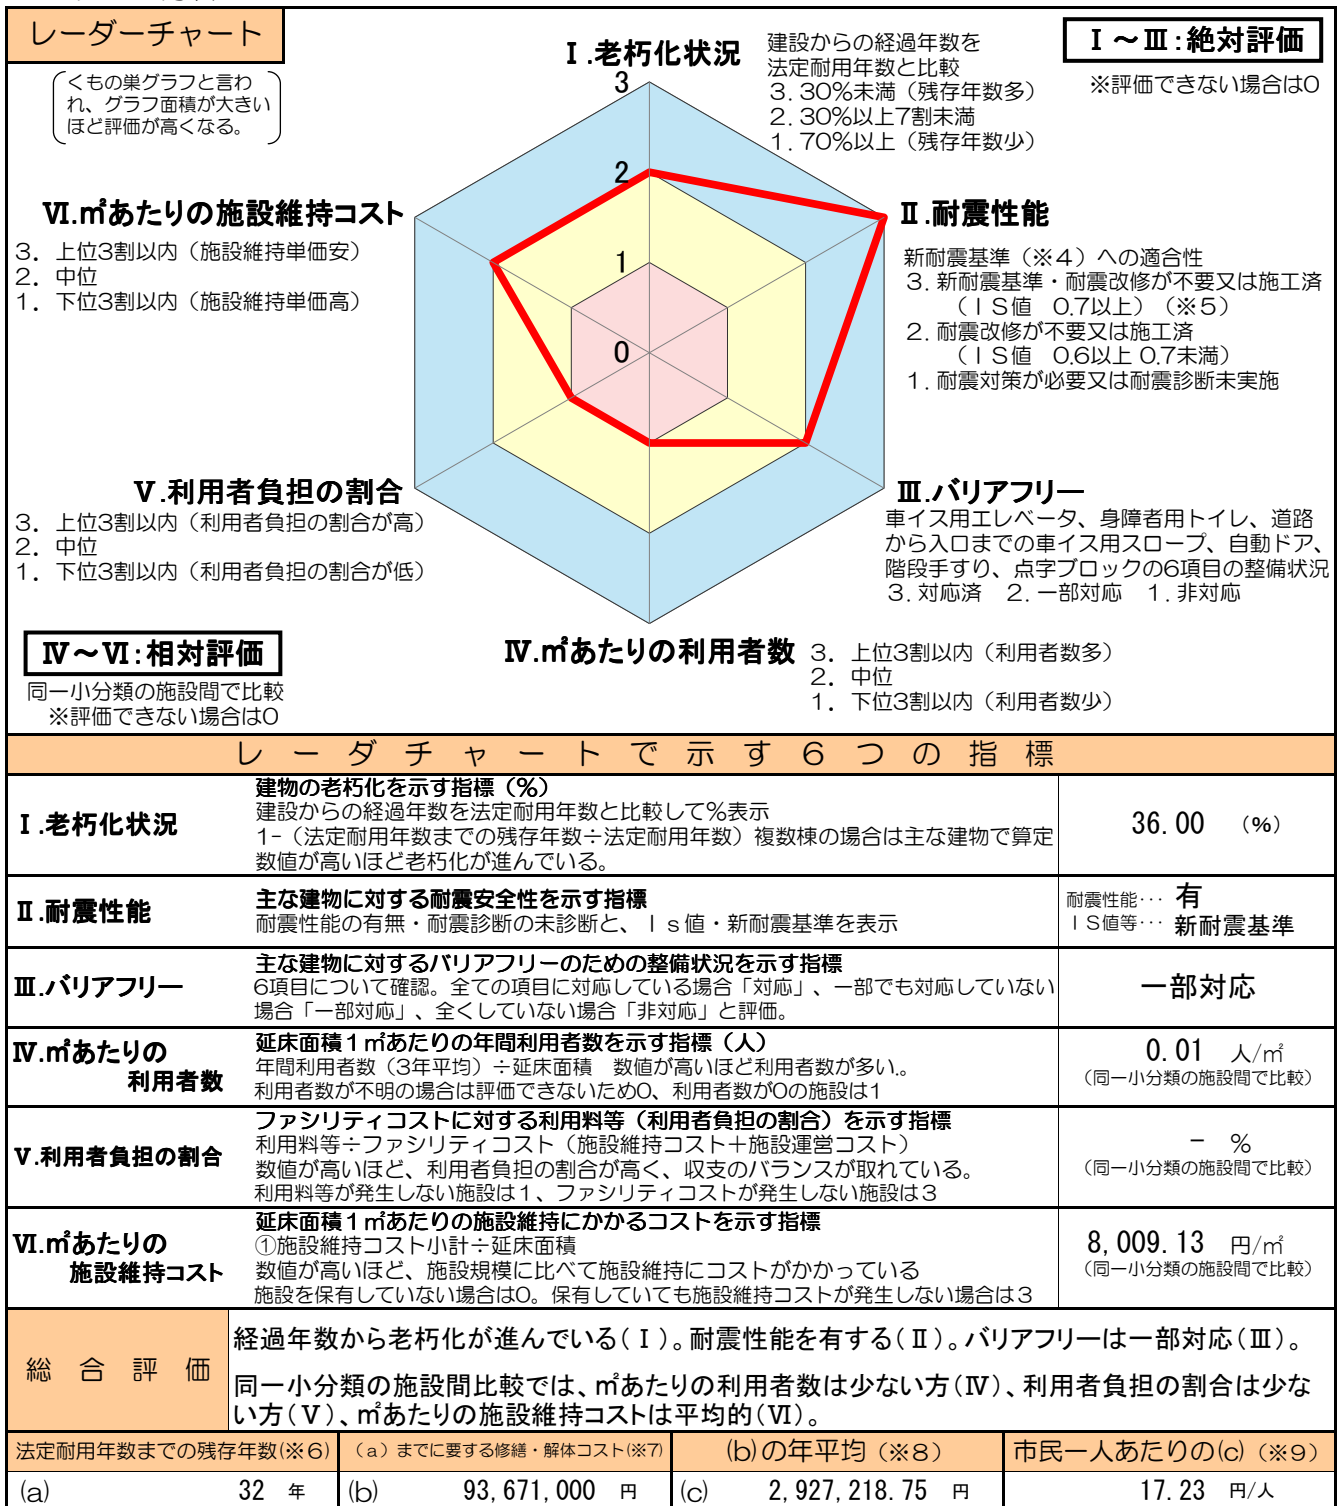 レーダーチャート
くもの巣グラフと言わ
れ、グラフ面積が大きい
ほど評価が高くなる。
Ⅰ.老朽化状況
建設からの経過年数を
法定耐用年数と比較
3.30%未満（残存年数多）
2.30%以上7割未満
1.70%以上（残存年数少）
Ⅰ～Ⅲ:絶対評価
※評価できない場合は0
3
2
1
0
Ⅵ.㎡あたりの施設維持コスト
3. 上位3割以内（施設維持単価安）
2. 中位
1. 下位3割以内（施設維持単価高）
Ⅱ.耐震性能
新耐震基準（※4）への適合性
3.新耐震基準・耐震改修が不要又は施工済
（ＩＳ値 0.7以上）（※5）
2.耐震改修が不要又は施工済
（ＩＳ値 0.6以上 0.7未満）
1.耐震対策が必要又は耐震診断未実施
Ⅴ.利用者負担の割合
3. 上位3割以内（利用者負担の割合が高）
2. 中位
1. 下位3割以内（利用者負担の割合が低）
Ⅲ.バリアフリー
車イス用エレベータ、身障者用トイレ、道路
から入口までの車イス用スロープ、自動ドア、
階段手すり、点字ブロックの6項目の整備状況
3.対応済 2.一部対応 1.非対応
Ⅳ～Ⅵ:相対評価
同一小分類の施設間で比較
※評価できない場合は0
Ⅳ.㎡あたりの利用者数
3. 上位3割以内（利用者数多）
2. 中位
1. 下位3割以内（利用者数少）
レーダチャートで示す６つの指標
Ⅰ.老朽化状況
建物の老朽化を示す指標（%）
建設からの経過年数を法定耐用年数と比較して%表示
1-（法定耐用年数までの残存年数÷法定耐用年数）複数棟の場合は主な建物で算定
数値が高いほど老朽化が進んでいる。
36.00 （%）
Ⅱ.耐震性能
主な建物に対する耐震安全性を示す指標
耐震性能の有無・耐震診断の未診断と、Ｉｓ値・新耐震基準を表示
耐震性能･･･ 有
ＩＳ値等･･･ 新耐震基準
Ⅲ.バリアフリー
主な建物に対するバリアフリーのための整備状況を示す指標
6項目について確認。全ての項目に対応している場合「対応」、一部でも対応していない
場合「一部対応」、全くしていない場合「非対応」と評価。
一部対応
Ⅳ.㎡あたりの
利用者数
延床面積１㎡あたりの年間利用者数を示す指標（人）
年間利用者数（3年平均）÷延床面積 数値が高いほど利用者数が多い。
利用者数が不明の場合は評価できないため0、利用者数が0の施設は1
0.01 人/㎡
（同一小分類の施設間で比較）
Ⅴ.利用者負担の割合
ファシリティコストに対する利用料等（利用者負担の割合）を示す指標
利用料等÷ファシリティコスト（施設維持コスト＋施設運営コスト）
数値が高いほど、利用者負担の割合が高く、収支のバランスが取れている。
利用料等が発生しない施設は１、ファシリティコストが発生しない施設は３
- %
（同一小分類の施設間で比較）
Ⅵ.㎡あたりの
施設維持コスト
延床面積１㎡あたりの施設維持にかかるコストを示す指標
①施設維持コスト小計÷延床面積
数値が高いほど、施設規模に比べて施設維持にコストがかかっている
施設を保有していない場合は0。保有していても施設維持コストが発生しない場合は３
8,009.13 円/㎡
（同一小分類の施設間で比較）
総合評価
経過年数から老朽化が進んでいる(Ⅰ)。耐震性能を有する(Ⅱ)。バリアフリーは一部対応(Ⅲ)。
同一小分類の施設間比較では、㎡あたりの利用者数は少ない方(Ⅳ)、利用者負担の割合は少な
い方(Ⅴ)、㎡あたりの施設維持コストは平均的(Ⅵ)。
法定耐用年数までの残存年数(※6) （a）までに要する修繕・解体コスト(※7) (b)の年平均（※8） 市民一人あたりの(c)（※9）
(a) 32 年 (b) 93,671,000 円 (c) 2,927,218.75 円 17.23 円/人